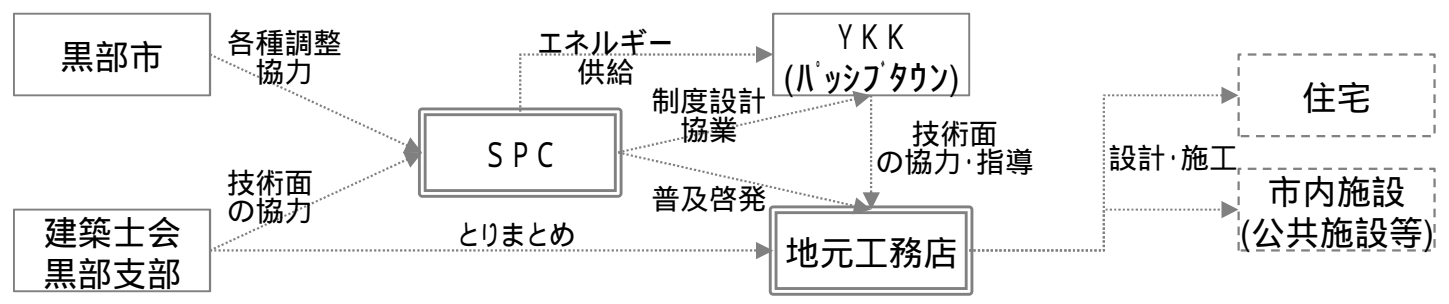 黒部市
各種調整
協力
エネルギー
供給
YKK
(パッシブタウン)
住宅
制度設計
協業
SPC
技術面
の協力・指導
設計・施工
技術面
の協力
普及啓発
市内施設
(公共施設等)
建築士会
黒部支部
とりまとめ
地元工務店